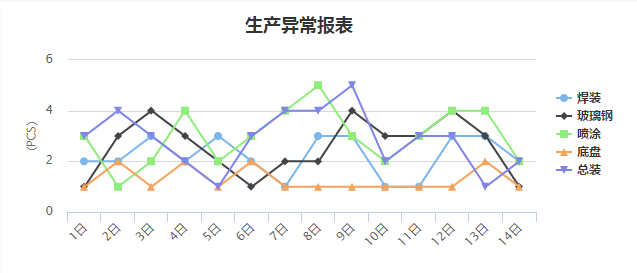 生产异常报表
(PCS)
6
4
2
0
1日 2日 3日 4日 5日 6日 7日 8日 9日 10日 11日 12日 13日 14日
焊装
玻璃钢
喷涂
底盘
总装